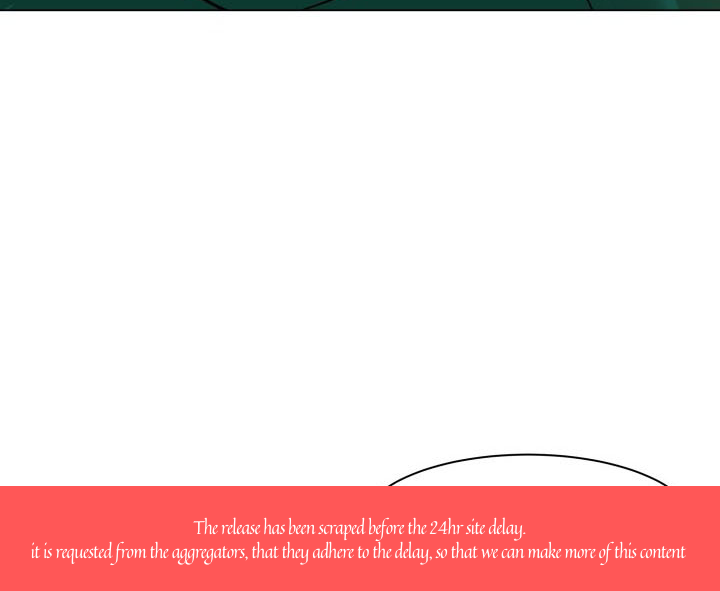 The release has been scraped before the 24hr site delay.
it is requested from the aggregators, that they adhere to the delay, so that we can make more of this content